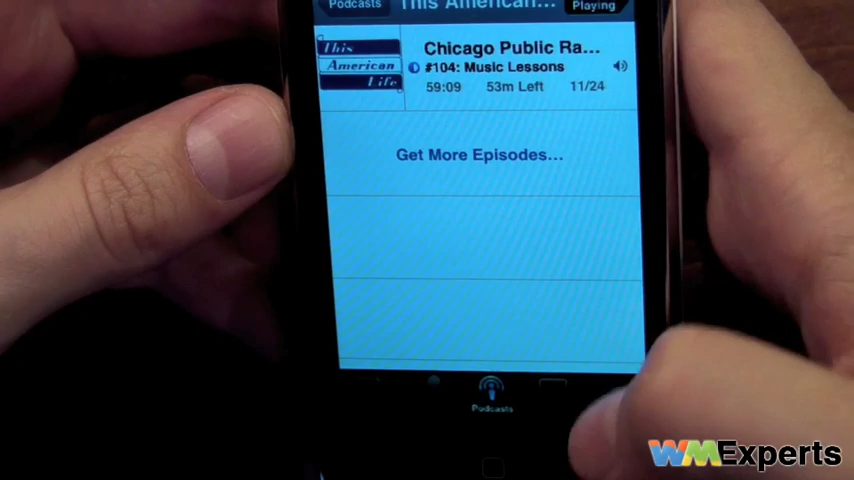 Podcasts
This American...
Playing
This
American
Life
Chicago Public Ra...
#104: Music Lessons
59:09 53m Left 11/24
Get More Episodes...
Podcasts
WMExperts